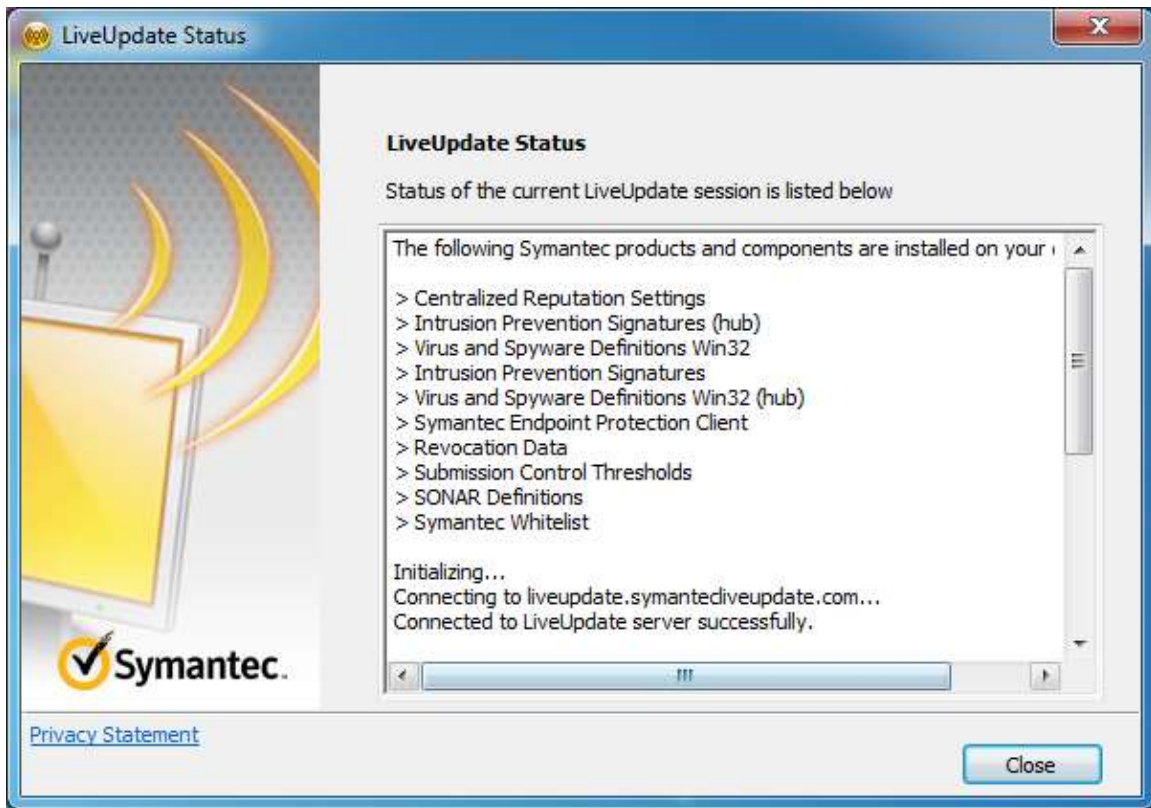 LiveUpdate Status
LiveUpdate Status
Status of the current LiveUpdate session is listed below
The following Symantec products and components are installed on your
> Centralized Reputation Settings
> Intrusion Prevention Signatures (hub)
> Virus and Spyware Definitions Win32
> Intrusion Prevention Signatures
> Virus and Spyware Definitions Win32 (hub)
> Symantec Endpoint Protection Client
> Revocation Data
> Submission Control Thresholds
> SONAR Definitions
> Symantec Whitelist
Initializing...
Connecting to liveupdate.symantecliveupdate.com...
Connected to LiveUpdate server successfully.
Symantec.
Privacy Statement
Close